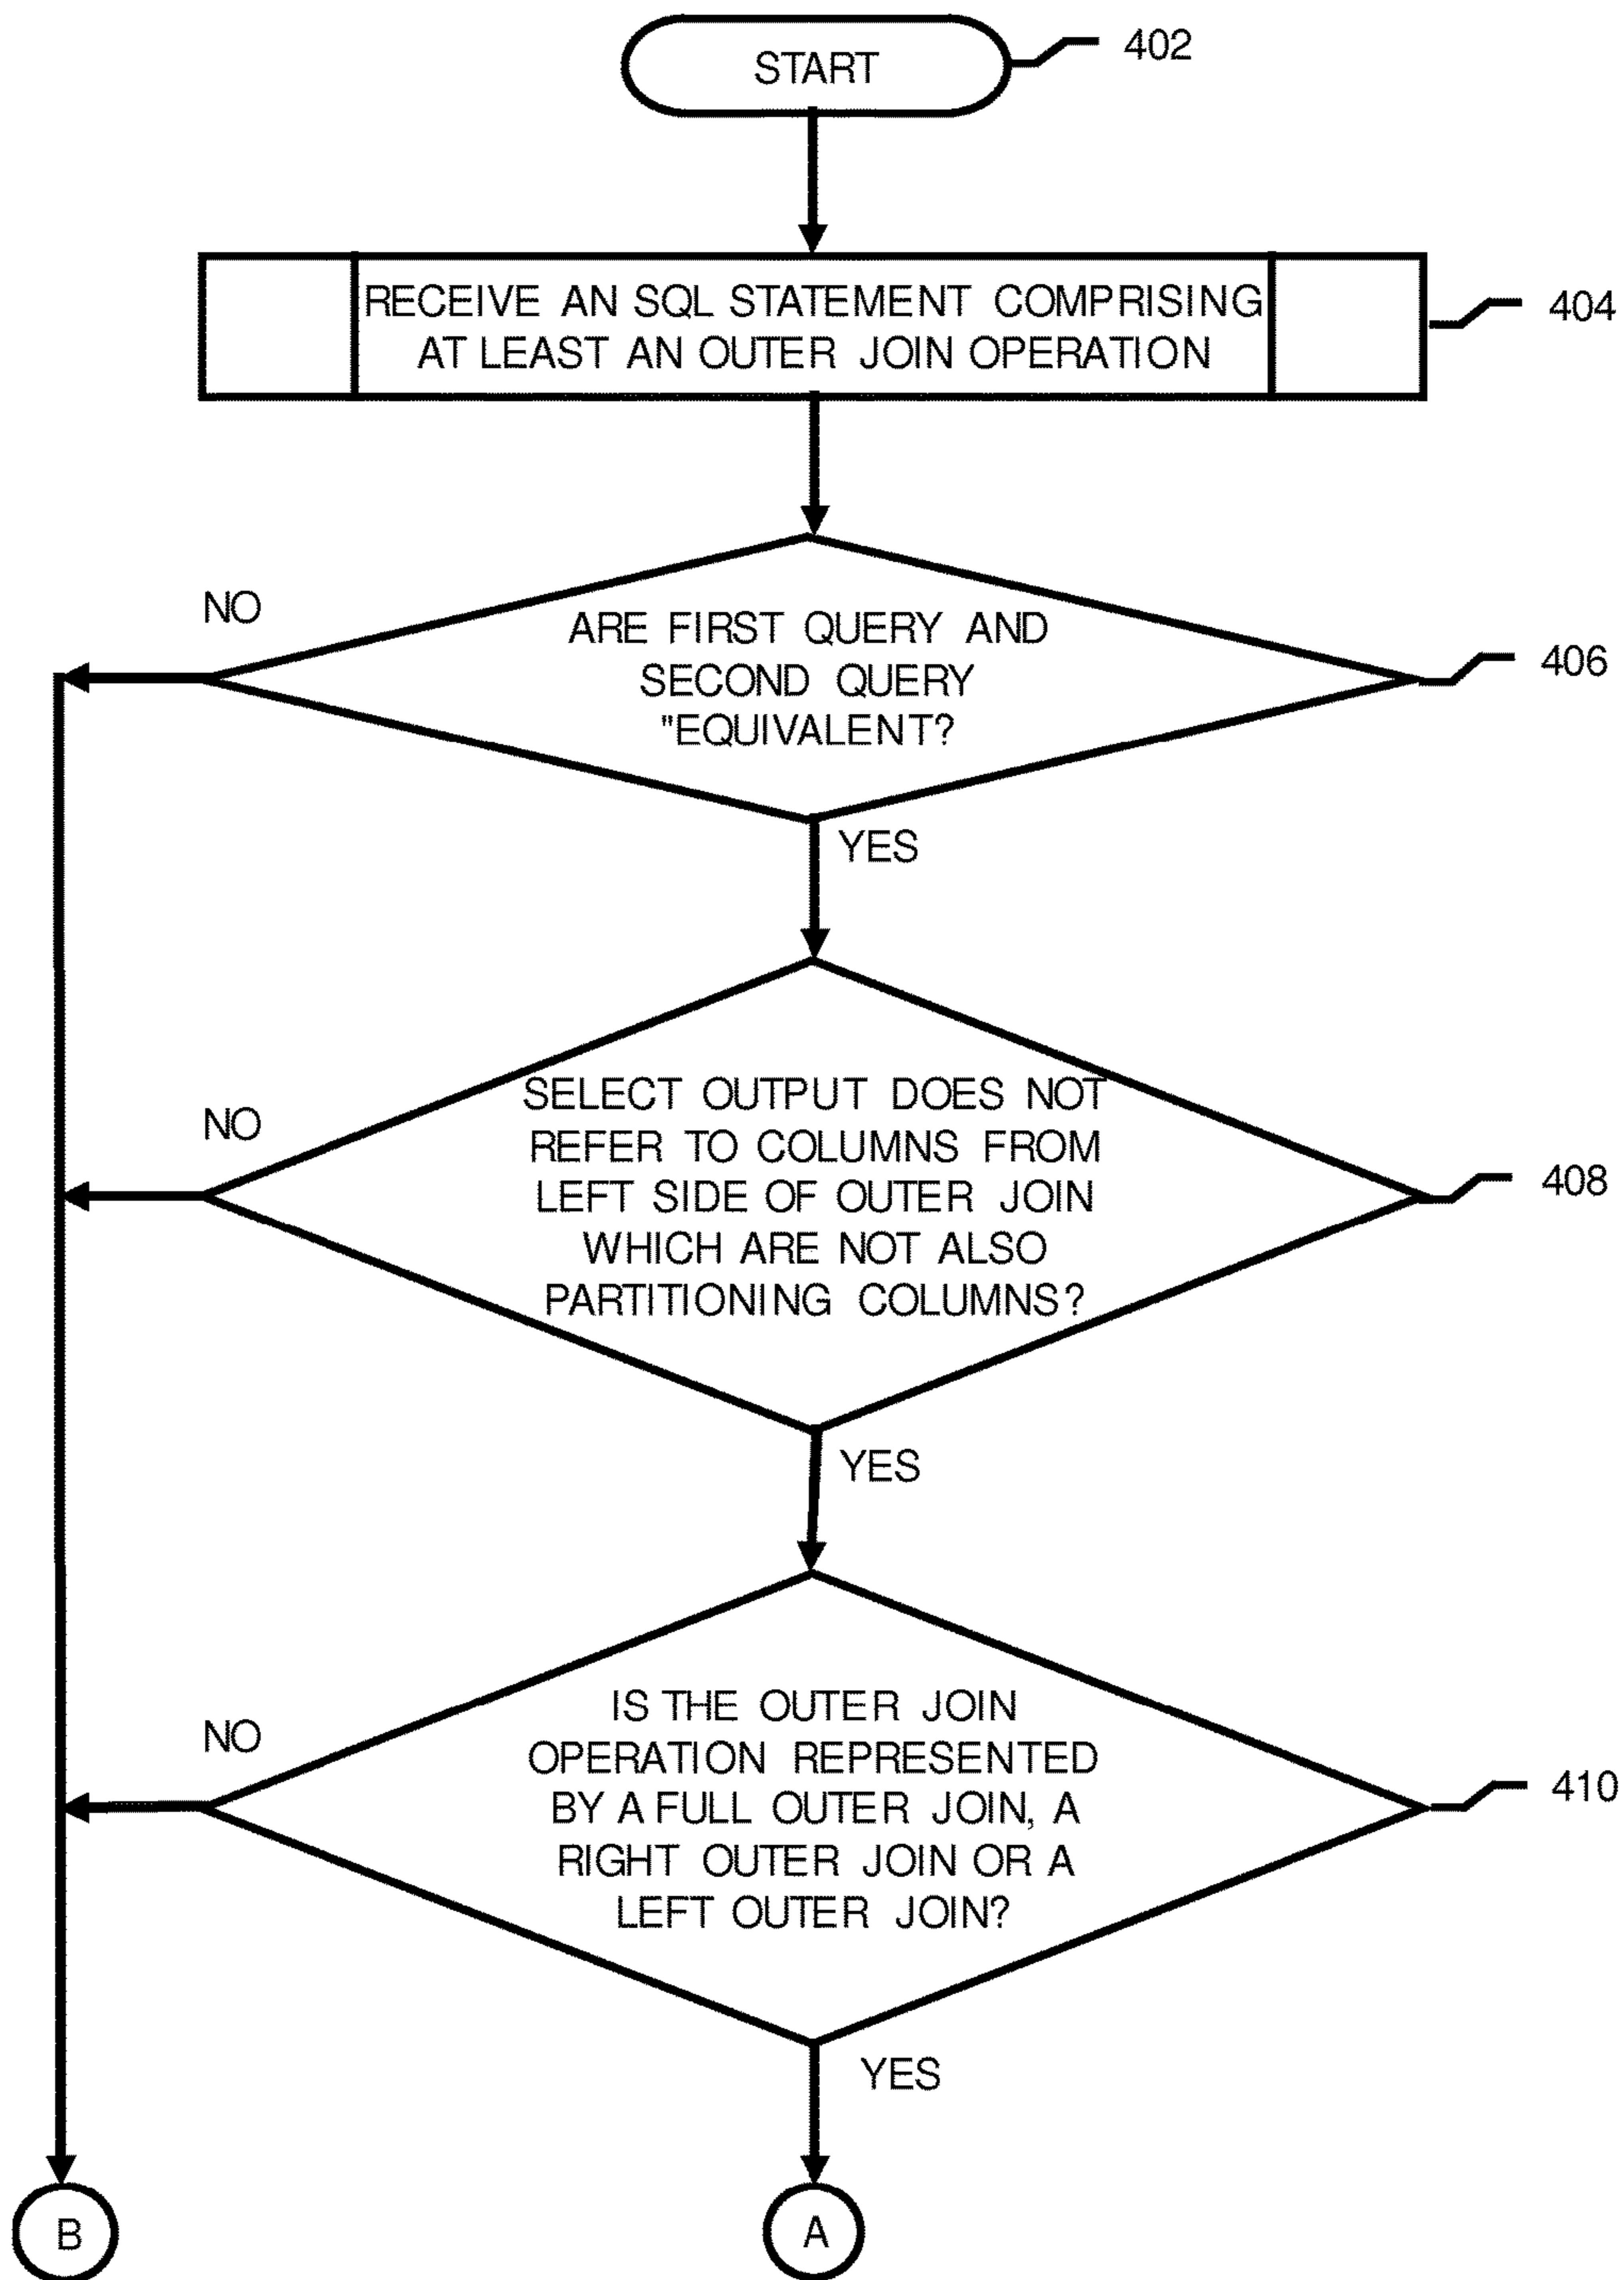 START
402
RECEIVE AN SQL STATEMENT COMPRISING
AT LEAST AN OUTER JOIN OPERATION
404
NO
ARE FIRST QUERY AND
SECOND QUERY
"EQUIVALENT?
406
YES
NO
SELECT OUTPUT DOES NOT
REFER TO COLUMNS FROM
LEFT SIDE OF OUTER JOIN
WHICH ARE NOT ALSO
PARTITIONING COLUMNS?
408
YES
NO
IS THE OUTER JOIN
OPERATION REPRESENTED
BY A FULL OUTER JOIN, A
RIGHT OUTER JOIN OR A
LEFT OUTER JOIN?
410
YES
B
A